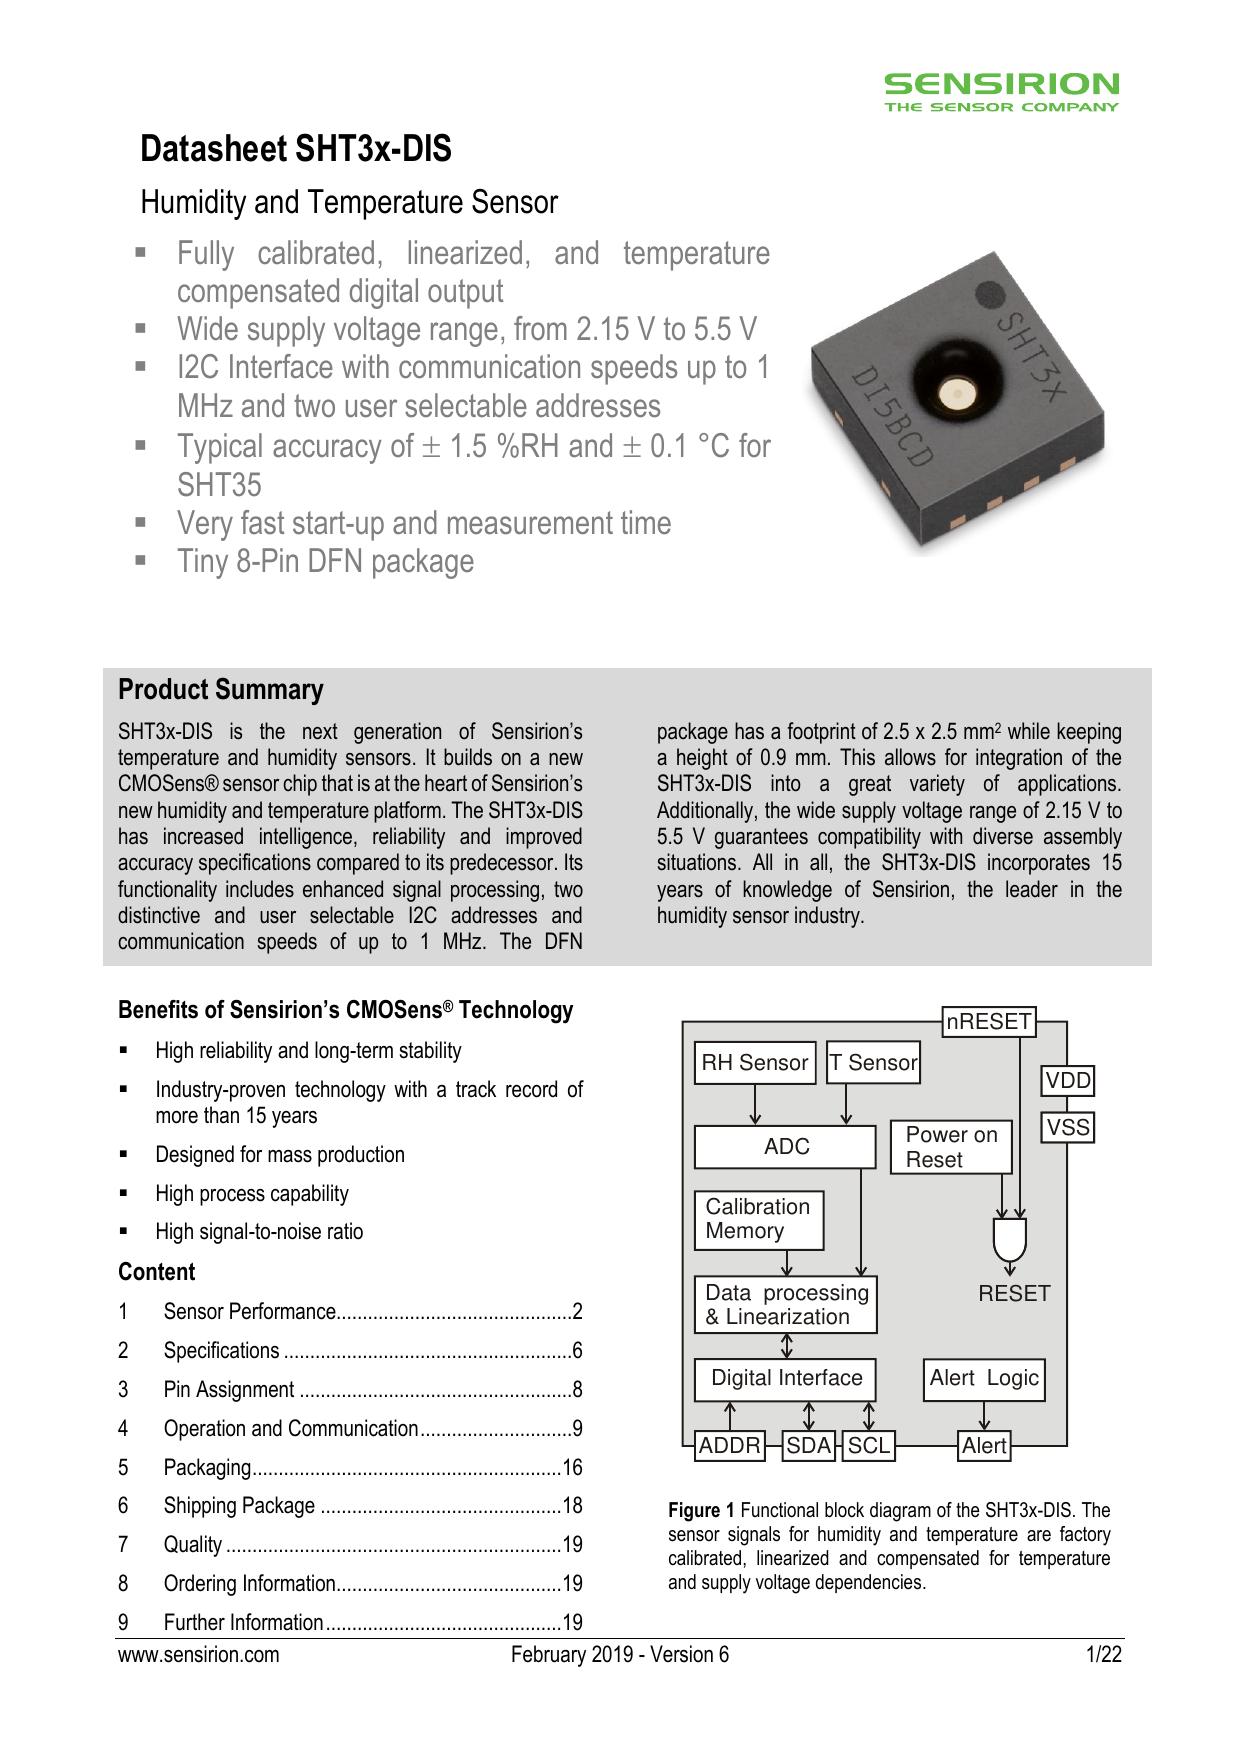 SENSIRION
THE SENSOR COMPANY
Datasheet SHT3x-DIS
Humidity and Temperature Sensor
▪ Fully calibrated, linearized, and temperature
compensated digital output
▪ Wide supply voltage range, from 2.15 V to 5.5 V
▪ I2C Interface with communication speeds up to 1
MHz and two user selectable addresses
▪ Typical accuracy of ± 1.5 %RH and ± 0.1 °C for
SHT35
▪ Very fast start-up and measurement time
▪ Tiny 8-Pin DFN package
SHT3x
DI5BCD
Product Summary
SHT3x-DIS is the next generation of Sensirion’s
temperature and humidity sensors. It builds on a new
CMOSens® sensor chip that is at the heart of Sensirion’s
new humidity and temperature platform. The SHT3x-DIS
has increased intelligence, reliability and improved
accuracy specifications compared to its predecessor. Its
functionality includes enhanced signal processing, two
distinctive and user selectable I2C addresses and
communication speeds of up to 1 MHz. The DFN
package has a footprint of 2.5 x 2.5 mm² while keeping
a height of 0.9 mm. This allows for integration of the
SHT3x-DIS into a great variety of applications.
Additionally, the wide supply voltage range of 2.15 V to
5.5 V guarantees compatibility with diverse assembly
situations. All in all, the SHT3x-DIS incorporates 15
years of knowledge of Sensirion, the leader in the
humidity sensor industry.
Benefits of Sensirion’s CMOSens® Technology
▪ High reliability and long-term stability
▪ Industry-proven technology with a track record of
more than 15 years
▪ Designed for mass production
▪ High process capability
▪ High signal-to-noise ratio
Content
1 Sensor Performance.............................................2
2 Specifications .......................................................6
3 Pin Assignment ....................................................8
4 Operation and Communication.............................9
5 Packaging...........................................................16
6 Shipping Package ..............................................18
7 Quality ................................................................19
8 Ordering Information...........................................19
9 Further Information.............................................19
nRESET
RH Sensor
T Sensor
VDD
VSS
ADC
Power on
Reset
Calibration
Memory
Data processing
& Linearization
RESET
Digital Interface
Alert Logic
ADDR
SDA
SCL
Alert
Figure 1 Functional block diagram of the SHT3x-DIS. The
sensor signals for humidity and temperature are factory
calibrated, linearized and compensated for temperature
and supply voltage dependencies.
www.sensirion.com February 2019 - Version 6 1/22